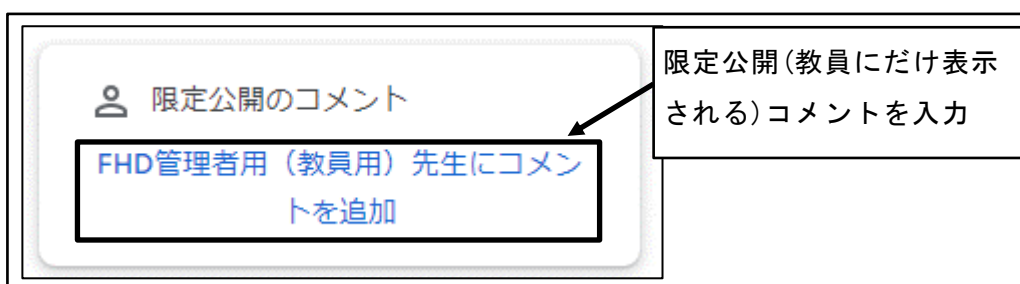 限定公開のコメント
FHD管理者用（教員用）先生にコメン
トを追加
限定公開(教員にだけ表示
される)コメントを入力